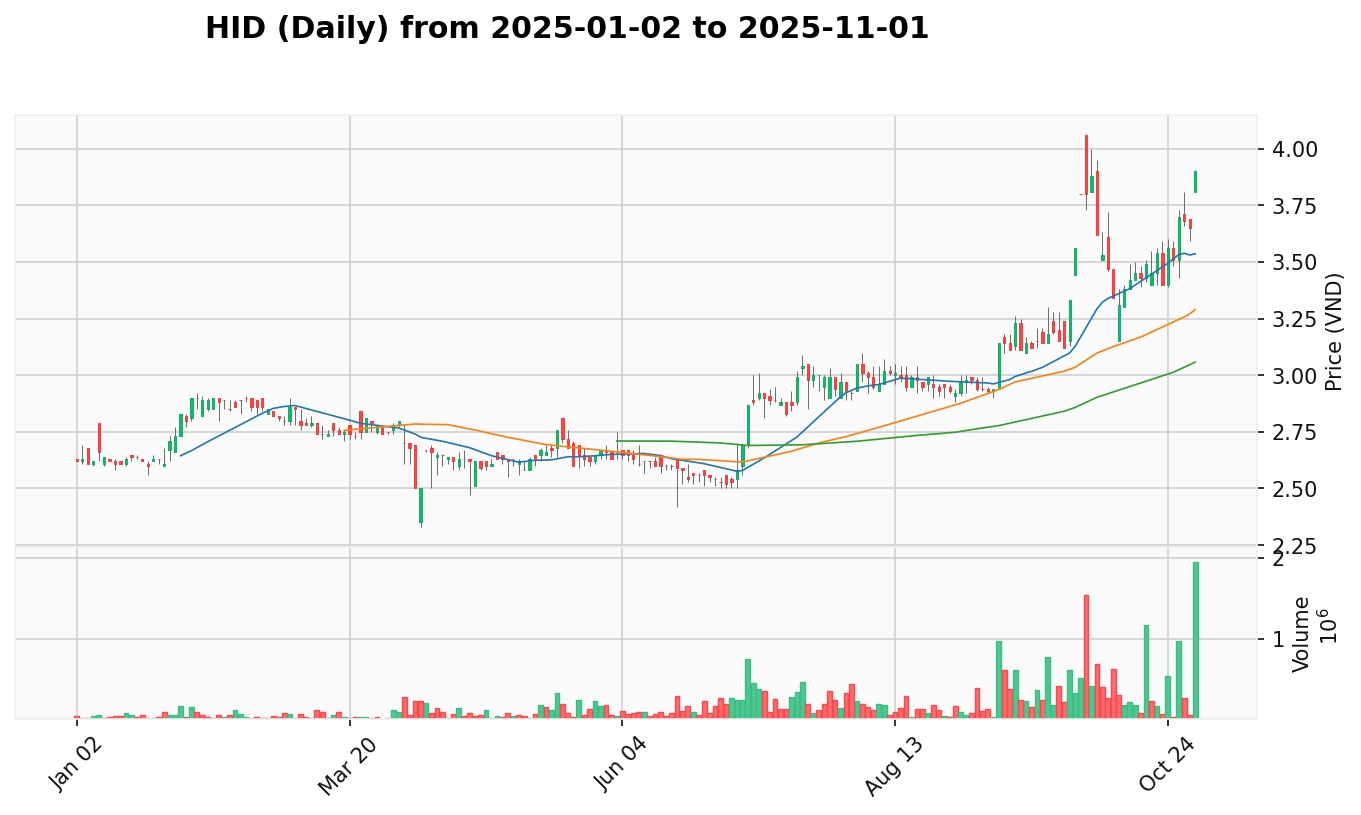 HID (Daily) from 2025-01-02 to 2025-11-01
4.00
3.75
3.50
3.25
3.00
2.75
2.50
2.25
Price (VND)
2
1
Volume
10⁶
Jan 02
Mar 20
Jun 04
Aug 13
Oct 24